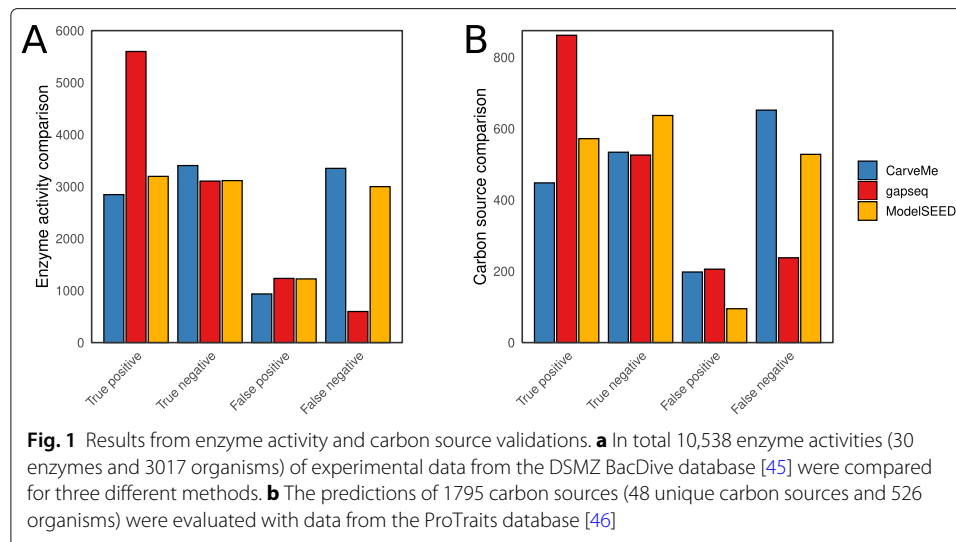 A
Enzyme activity comparison
6000
5000
4000
3000
2000
1000
0
True positive
True negative
False positive
False negative
B
Carbon source comparison
800
600
400
200
0
True positive
True negative
False positive
False negative
CarveMe
gapseq
ModelSEED
Fig. 1 Results from enzyme activity and carbon source validations. a In total 10,538 enzyme activities (30
enzymes and 3017 organisms) of experimental data from the DSMZ BacDive database [45] were compared
for three different methods. b The predictions of 1795 carbon sources (48 unique carbon sources and 526
organisms) were evaluated with data from the ProTraits database [46]